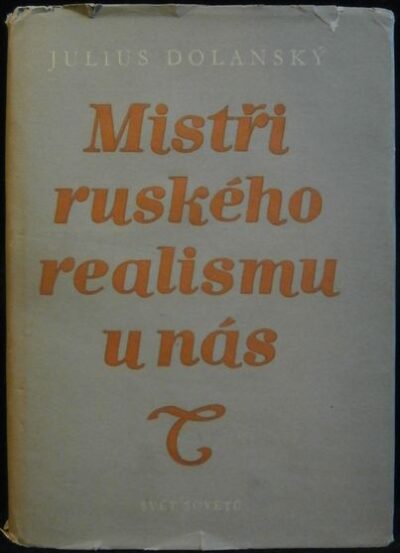 JULIUS DOLANSKÝ
Mistři
ruského
realismu
u nás
SVĚT SOVĚTŮ